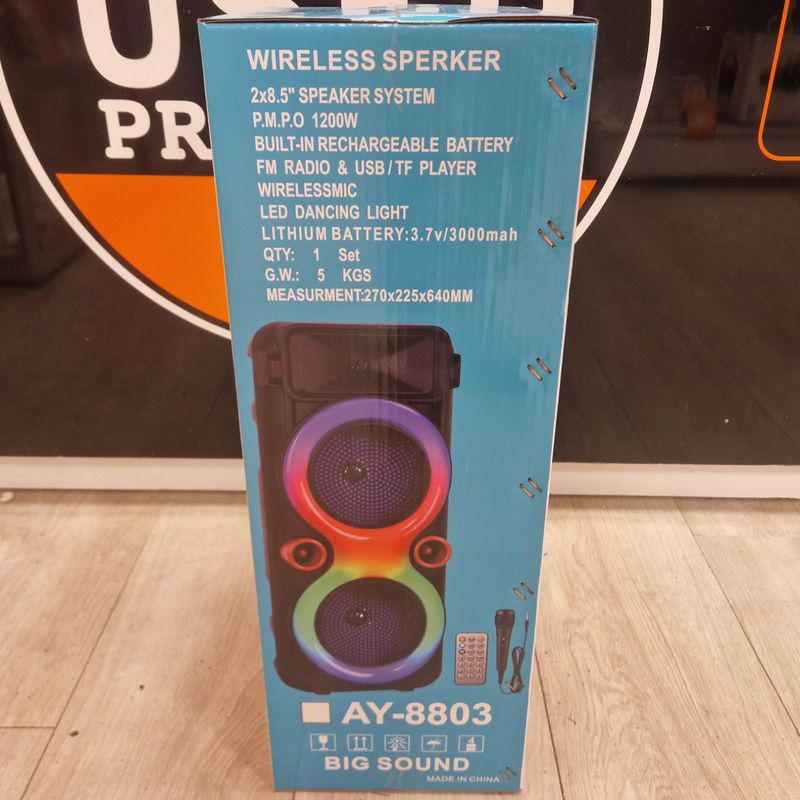 PR
WIRELESS SPERKER
2x8.5" SPEAKER SYSTEM
P.M.P.O 1200W
BUILT-IN RECHARGEABLE BATTERY
FM RADIO & USB/TF PLAYER
WIRELESSMIC
LED DANCING LIGHT
LITHIUM BATTERY:3.7v/3000mah
QTY: 1 Set
G.W.: 5 KGS
MEASURMENT:270x225x640MM
AY-8803
4
BIG SOUND
MADE IN CHINA